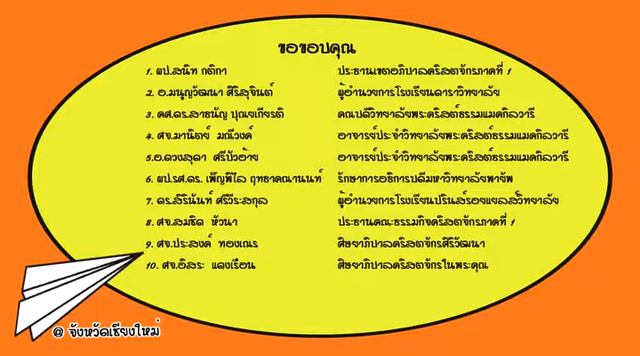 ขอขอบคุณ
1. ผป.สนิท กติกา ประธานเขตอภิบาลคริสตจักรภาคที่ 1
2. อ.มนูญวัฒนา ศิริสุจินต์ ผู้อำนวยการโรงเรียนดาราวิทยาลัย
3. คศ.ดร.สาธนัญ บุณยเกียรติ คณบดีวิทยาลัยพระคริสต์ธรรมแมคกิลวารี
4. ศจ.มานิตย์ มณีวงค์ อาจารย์ประจำวิทยาลัยพระคริสต์ธรรมแมคกิลวารี
5.อ.ดวงสุดา ศรีบัวอ้าย อาจารย์ประจำวิทยาลัยพระคริสต์ธรรมแมคกิลวารี
6. ผป.รศ.ดร. เพ็ญพิไล ฤทธาคณานนท์ รักษาการอธิการบดีมหาวิทยาลัยพายัพ
7. ดร.สิรินันท์ ศรีวีระสกุล ผู้อำนวยการโรงเรียนปรินส์รอยแยลส์วิทยาลัย
8. ศจ.สมชิด หัวนา ประธานคณะธรรมกิจคริสตจักรภาคที่ 1
9. ศจ.ประสงค์ ทองเณร ศิษยาภิบาลคริสตจักรศิริวัฒนา
10. ศจ.อิสระ แดงเรือน ศิษยาภิบาลคริสตจักรในพระคุณ
@ จังหวัดเชียงใหม่